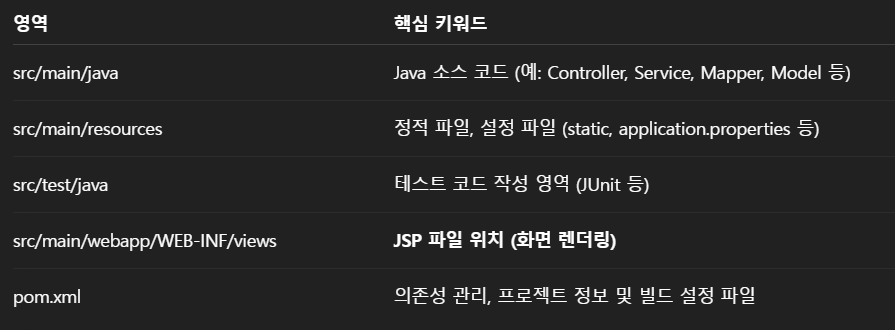 영역 핵심 키워드
src/main/java Java 소스 코드 (예: Controller, Service, Mapper, Model 등)
src/main/resources 정적 파일, 설정 파일 (static, application.properties 등)
src/test/java 테스트 코드 작성 영역 (JUnit 등)
src/main/webapp/WEB-INF/views JSP 파일 위치 (화면 렌더링)
pom.xml 의존성 관리, 프로젝트 정보 및 빌드 설정 파일